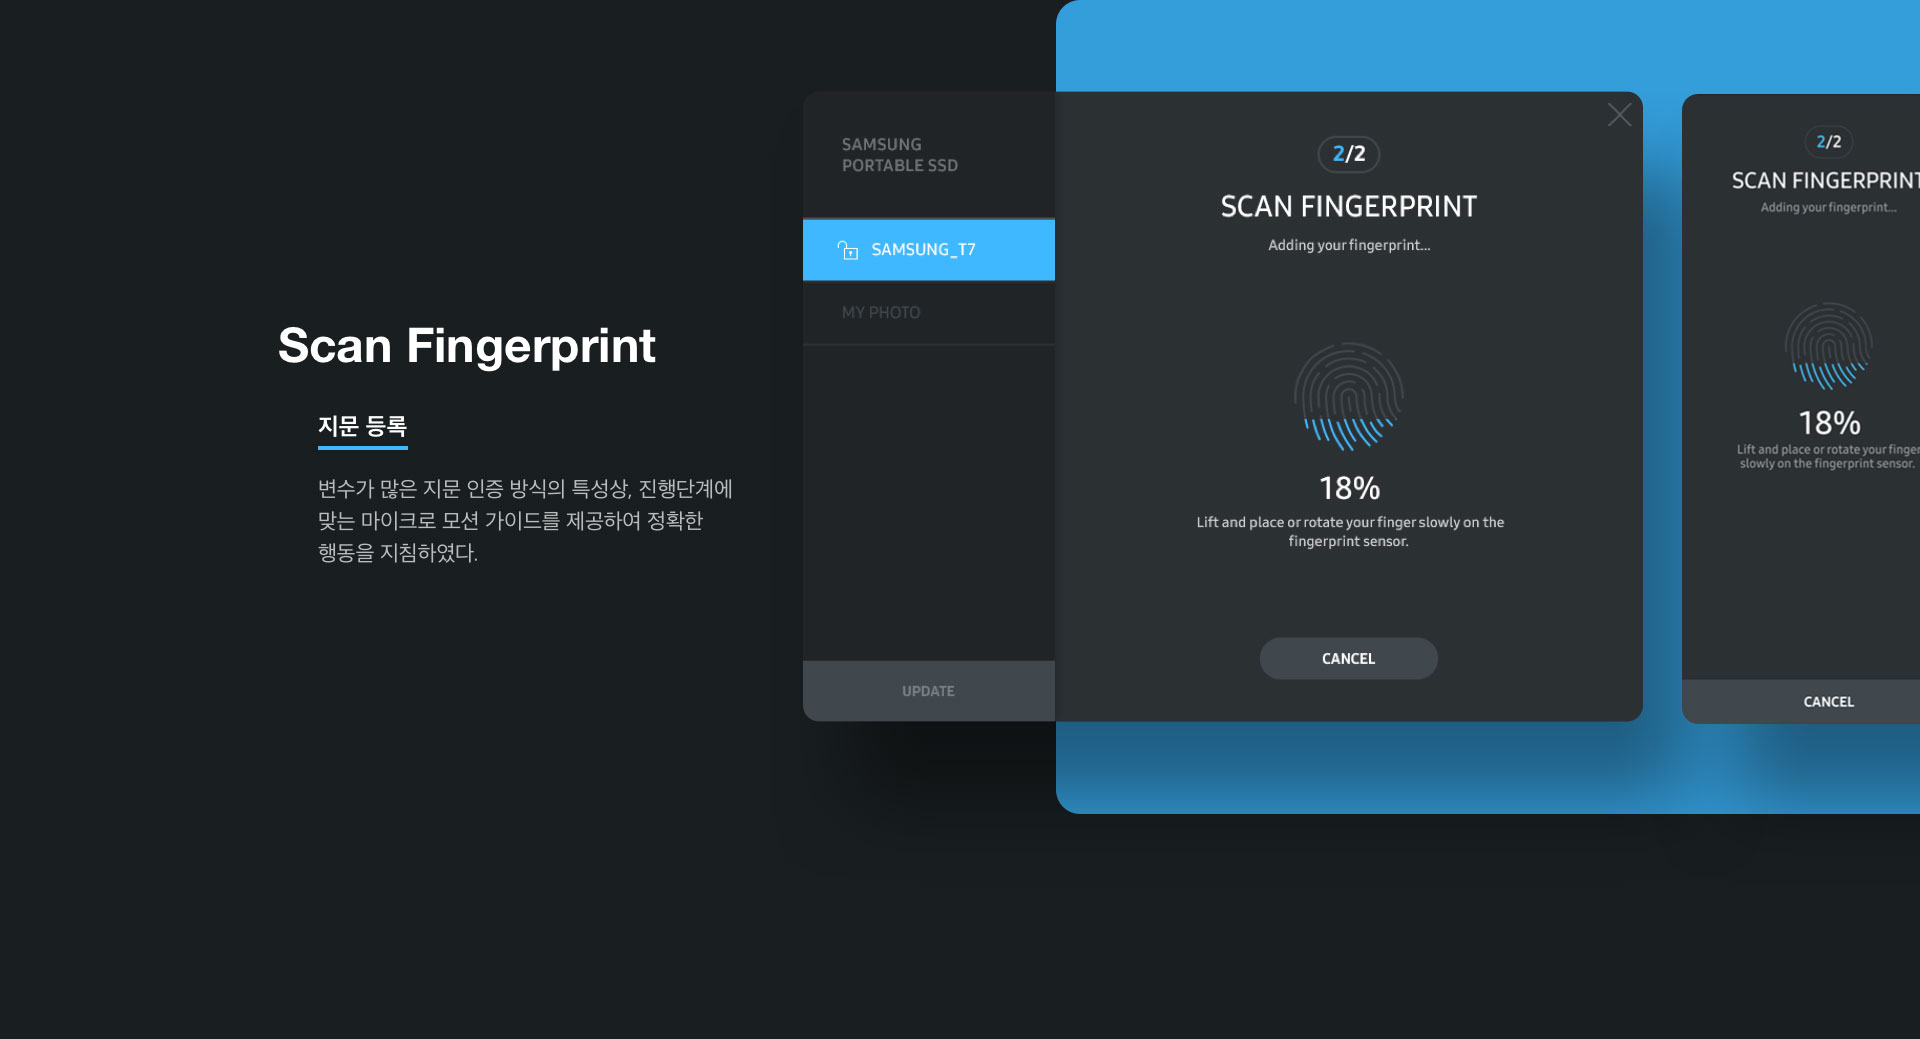 Scan Fingerprint
지문 등록
변수가 많은 지문 인증 방식의 특성상, 진행단계에
맞는 마이크로 모션 가이드를 제공하여 정확한
행동을 지침하였다.
SAMSUNG
PORTABLE SSD
SAMSUNG_T7
MY PHOTO
UPDATE
2/2
SCAN FINGERPRINT
Adding your fingerprint...
18%
Lift and place or rotate your finger slowly on the
fingerprint sensor.
CANCEL
2/2
SCAN FINGERPRINT
Adding your fingerprint...
18%
Lift and place or rotate your finger
slowly on the fingerprint sensor.
CANCEL